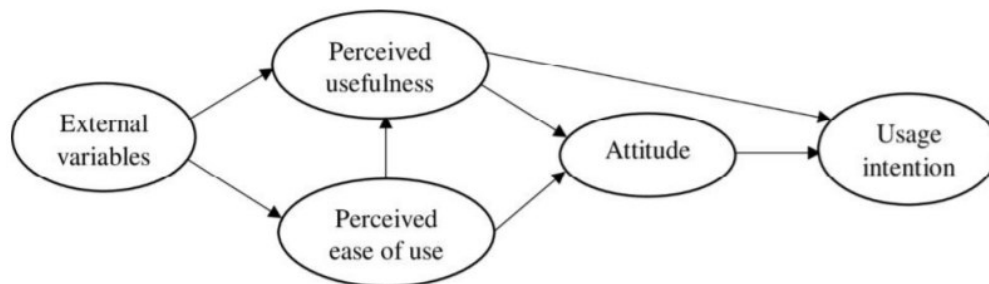 External
variables
Perceived
usefulness
Perceived
ease of use
Attitude
Usage
intention